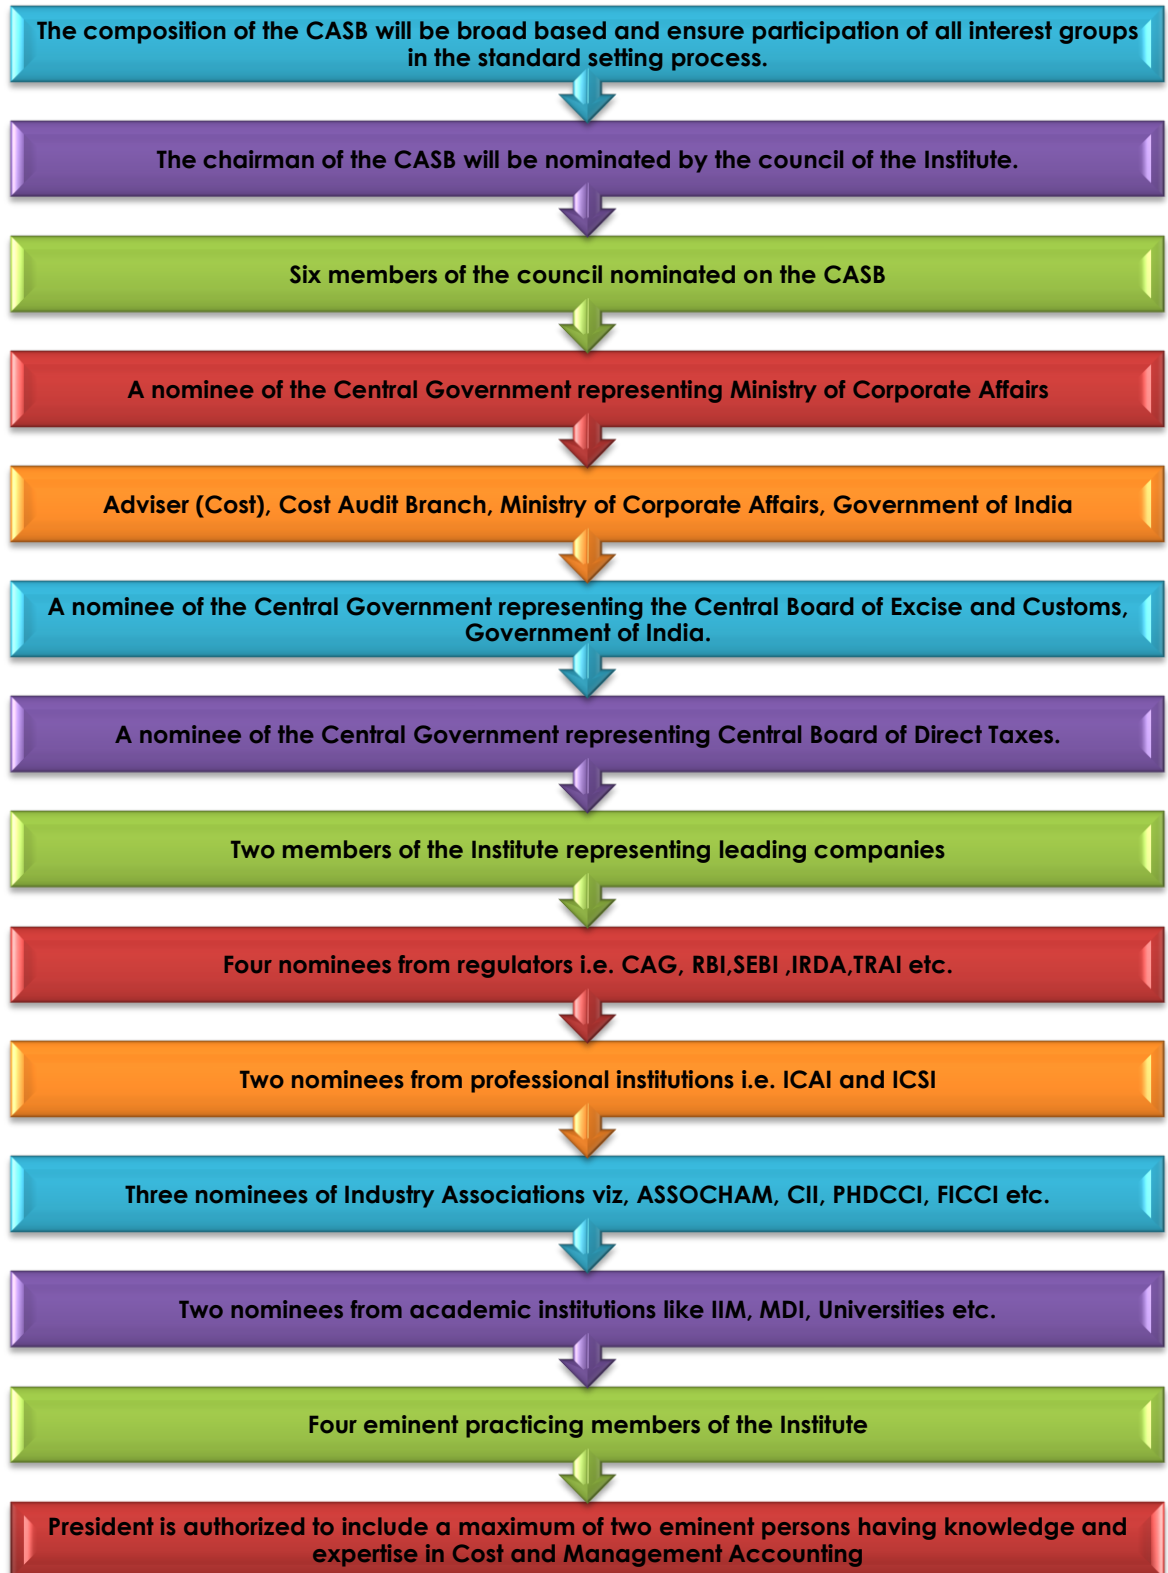 The composition of the CASB will be broad based and ensure participation of all interest groups
in the standard setting process.
The chairman of the CASB will be nominated by the council of the Institute.
Six members of the council nominated on the CASB
A nominee of the Central Government representing Ministry of Corporate Affairs
Adviser (Cost), Cost Audit Branch, Ministry of Corporate Affairs, Government of India
A nominee of the Central Government representing the Central Board of Excise and Customs,
Government of India.
A nominee of the Central Government representing Central Board of Direct Taxes.
Two members of the Institute representing leading companies
Four nominees from regulators i.e. CAG, RBI,SEBI ,IRDA,TRAI etc.
Two nominees from professional institutions i.e. ICAI and ICSI
Three nominees of Industry Associations viz, ASSOCHAM, CII, PHDCCI, FICCI etc.
Two nominees from academic institutions like IIM, MDI, Universities etc.
Four eminent practicing members of the Institute
President is authorized to include a maximum of two eminent persons having knowledge and
expertise in Cost and Management Accounting